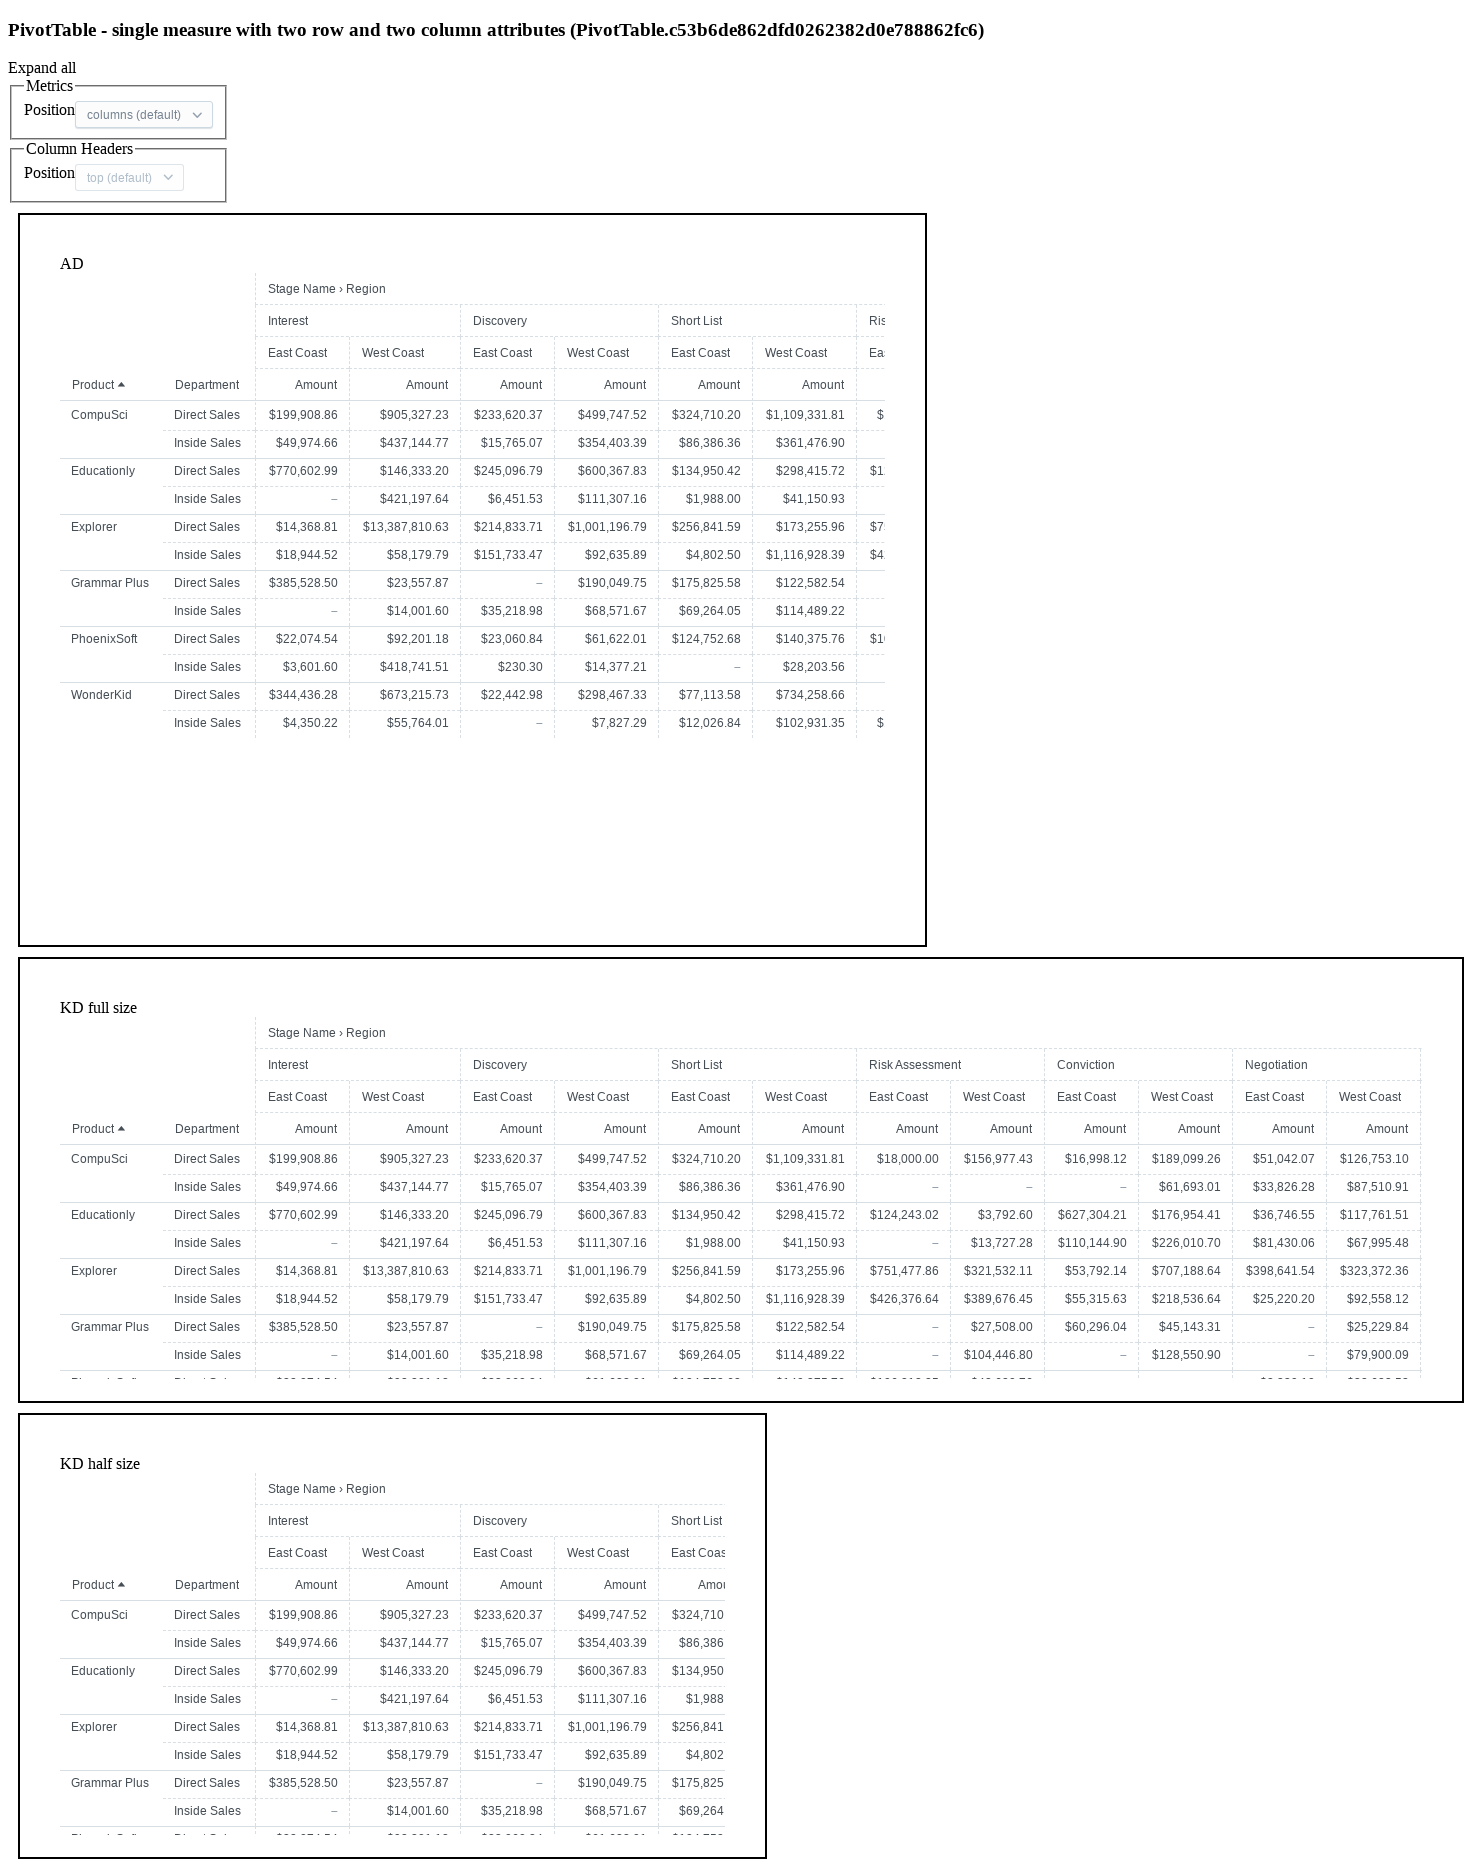 PivotTable - single measure with two row and two column attributes (PivotTable.c53b6de862dfd0262382d0e788862fc6)
Expand all
Metrics
Position columns (default)
Column Headers
Position top (default)
AD
Stage Name › Region
Interest Discovery Short List
East Coast West Coast East Coast West Coast East Coast West Coast
Product Department Amount Amount Amount Amount Amount Amount
CompuSci Direct Sales $199,908.86 $905,327.23 $233,620.37 $499,747.52 $324,710.20 $1,109,331.81
Inside Sales $49,974.66 $437,144.77 $15,765.07 $354,403.39 $86,386.36 $361,476.90
Educationly Direct Sales $770,602.99 $146,333.20 $245,096.79 $600,367.83 $134,950.42 $298,415.72
Inside Sales – $421,197.64 $6,451.53 $111,307.16 $1,988.00 $41,150.93
Explorer Direct Sales $14,368.81 $13,387,810.63 $214,833.71 $1,001,196.79 $256,841.59 $173,255.96
Inside Sales $18,944.52 $58,179.79 $151,733.47 $92,635.89 $4,802.50 $1,116,928.39
Grammar Plus Direct Sales $385,528.50 $23,557.87 – $190,049.75 $175,825.58 $122,582.54
Inside Sales – $14,001.60 $35,218.98 $68,571.67 $69,264.05 $114,489.22
PhoenixSoft Direct Sales $22,074.54 $92,201.18 $23,060.84 $61,622.01 $124,752.68 $140,375.76
Inside Sales $3,601.60 $418,741.51 $230.30 $14,377.21 – $28,203.56
WonderKid Direct Sales $344,436.28 $673,215.73 $22,442.98 $298,467.33 $77,113.58 $734,258.66
Inside Sales $4,350.22 $55,764.01 – $7,827.29 $12,026.84 $102,931.35
KD full size
Stage Name › Region
Interest Discovery Short List Risk Assessment Conviction Negotiation
East Coast West Coast East Coast West Coast East Coast West Coast East Coast West Coast East Coast West Coast East Coast West Coast
Product Department Amount Amount Amount Amount Amount Amount Amount Amount Amount Amount Amount Amount
CompuSci Direct Sales $199,908.86 $905,327.23 $233,620.37 $499,747.52 $324,710.20 $1,109,331.81 $18,000.00 $156,977.43 $16,998.12 $189,099.26 $51,042.07 $126,753.10
Inside Sales $49,974.66 $437,144.77 $15,765.07 $354,403.39 $86,386.36 $361,476.90 – – – $61,693.01 $33,826.28 $87,510.91
Educationly Direct Sales $770,602.99 $146,333.20 $245,096.79 $600,367.83 $134,950.42 $298,415.72 $124,243.02 $3,792.60 $627,304.21 $176,954.41 $36,746.55 $117,761.51
Inside Sales – $421,197.64 $6,451.53 $111,307.16 $1,988.00 $41,150.93 – $13,727.28 $110,144.90 $226,010.70 $81,430.06 $67,995.48
Explorer Direct Sales $14,368.81 $13,387,810.63 $214,833.71 $1,001,196.79 $256,841.59 $173,255.96 $751,477.86 $321,532.11 $53,792.14 $707,188.64 $398,641.54 $323,372.36
Inside Sales $18,944.52 $58,179.79 $151,733.47 $92,635.89 $4,802.50 $1,116,928.39 $426,376.64 $389,676.45 $55,315.63 $218,536.64 $25,220.20 $92,558.12
Grammar Plus Direct Sales $385,528.50 $23,557.87 – $190,049.75 $175,825.58 $122,582.54 – $27,508.00 $60,296.04 $45,143.31 – $25,229.84
Inside Sales – $14,001.60 $35,218.98 $68,571.67 $69,264.05 $114,489.22 – $104,446.80 – $128,550.90 – $79,900.09
KD half size
Stage Name › Region
Interest Discovery Short List
East Coast West Coast East Coast West Coast East
Product Department Amount Amount Amount Amount
CompuSci Direct Sales $199,908.86 $905,327.23 $233,620.37 $499,747.52 $324,710
Inside Sales $49,974.66 $437,144.77 $15,765.07 $354,403.39 $86,386
Educationly Direct Sales $770,602.99 $146,333.20 $245,096.79 $600,367.83 $134,950
Inside Sales – $421,197.64 $6,451.53 $111,307.16 $1,988
Explorer Direct Sales $14,368.81 $13,387,810.63 $214,833.71 $1,001,196.79 $256,841
Inside Sales $18,944.52 $58,179.79 $151,733.47 $92,635.89 $4,802
Grammar Plus Direct Sales $385,528.50 $23,557.87 – $190,049.75 $175,825
Inside Sales – $14,001.60 $35,218.98 $68,571.67 $69,264